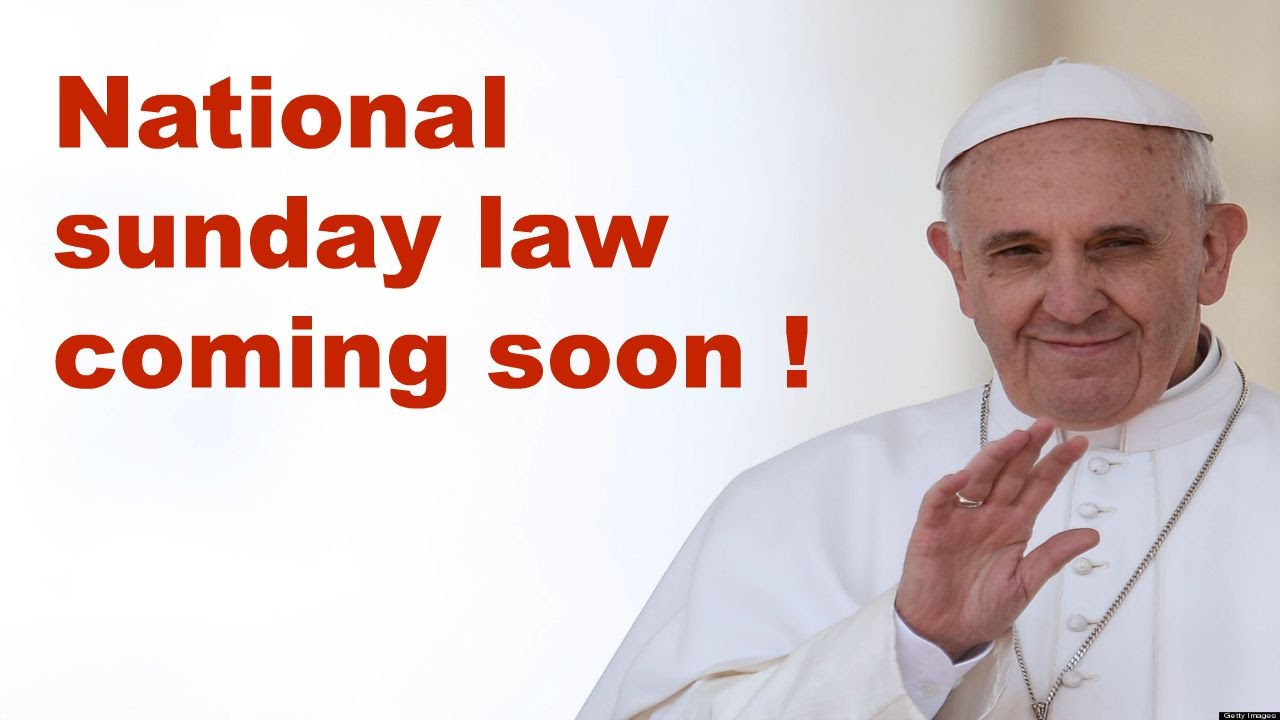 National
sunday law
coming soon !
Getty Images